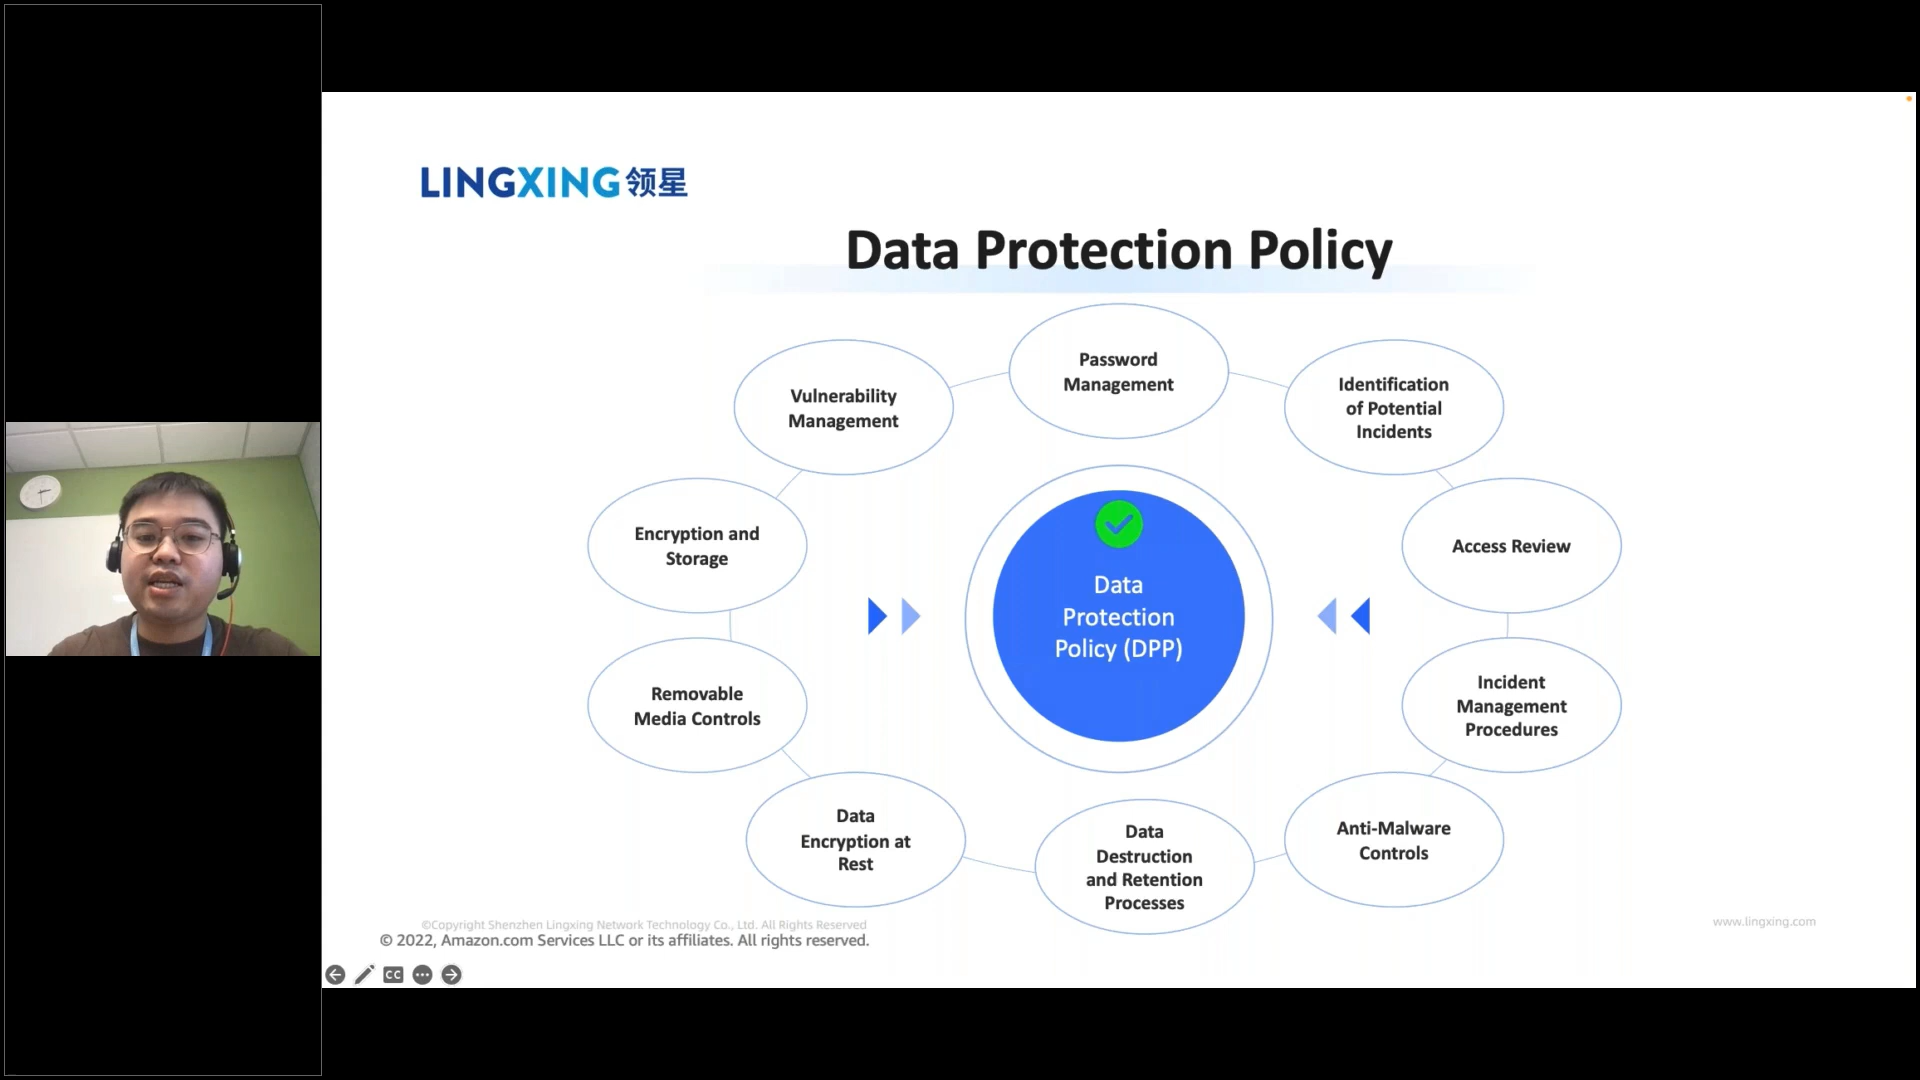 LINGXING领星
Data Protection Policy
Password
Management
Vulnerability
Management
Identification
of Potential
Incidents
Encryption and
Storage
Access Review
Data
Protection
Policy (DPP)
Removable
Media Controls
Incident
Management
Procedures
Data
Encryption at
Rest
Data
Destruction
and Retention
Processes
Anti-Malware
Controls
©Copyright Shenzhen Lingxing Network Technology Co., Ltd. All Rights Reserved
www.lingxing.com
© 2022, Amazon.com Services LLC or its affiliates. All rights reserved.
CC